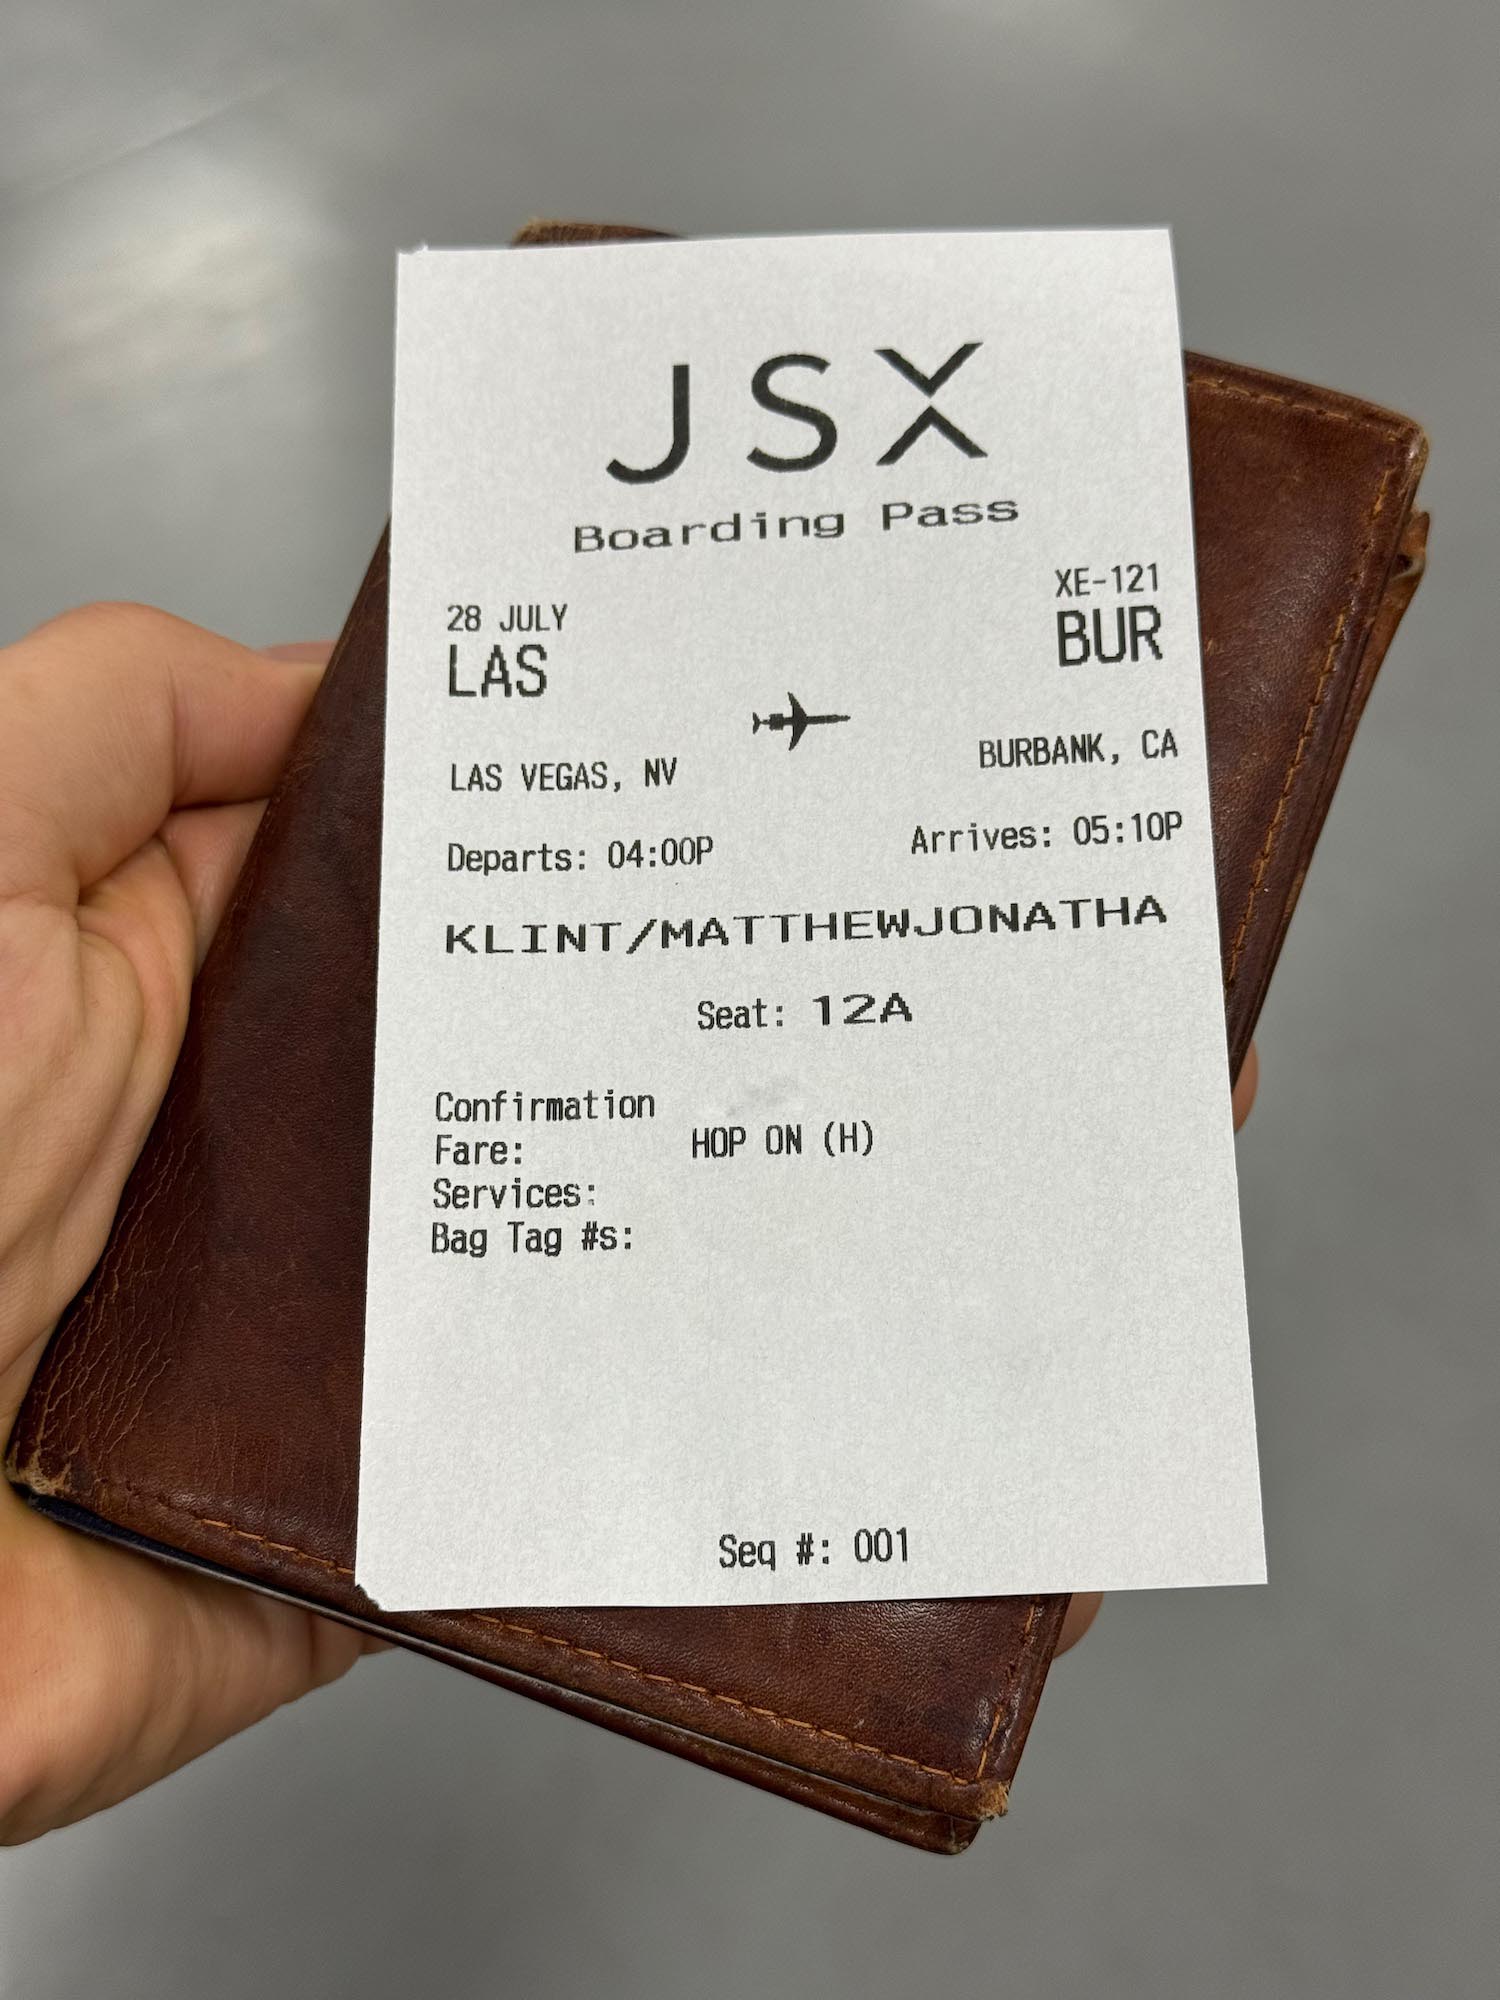 JSX
Boarding Pass
28 JULY XE-121
LAS BUR
LAS VEGAS, NV BURBANK, CA
Departs: 04:00P Arrives: 05:10P
KLINT/MATTHEWJONATHA
Seat: 12A
Confirmation
Fare: HOP ON (H)
Services:
Bag Tag #s:
Seq #: 001